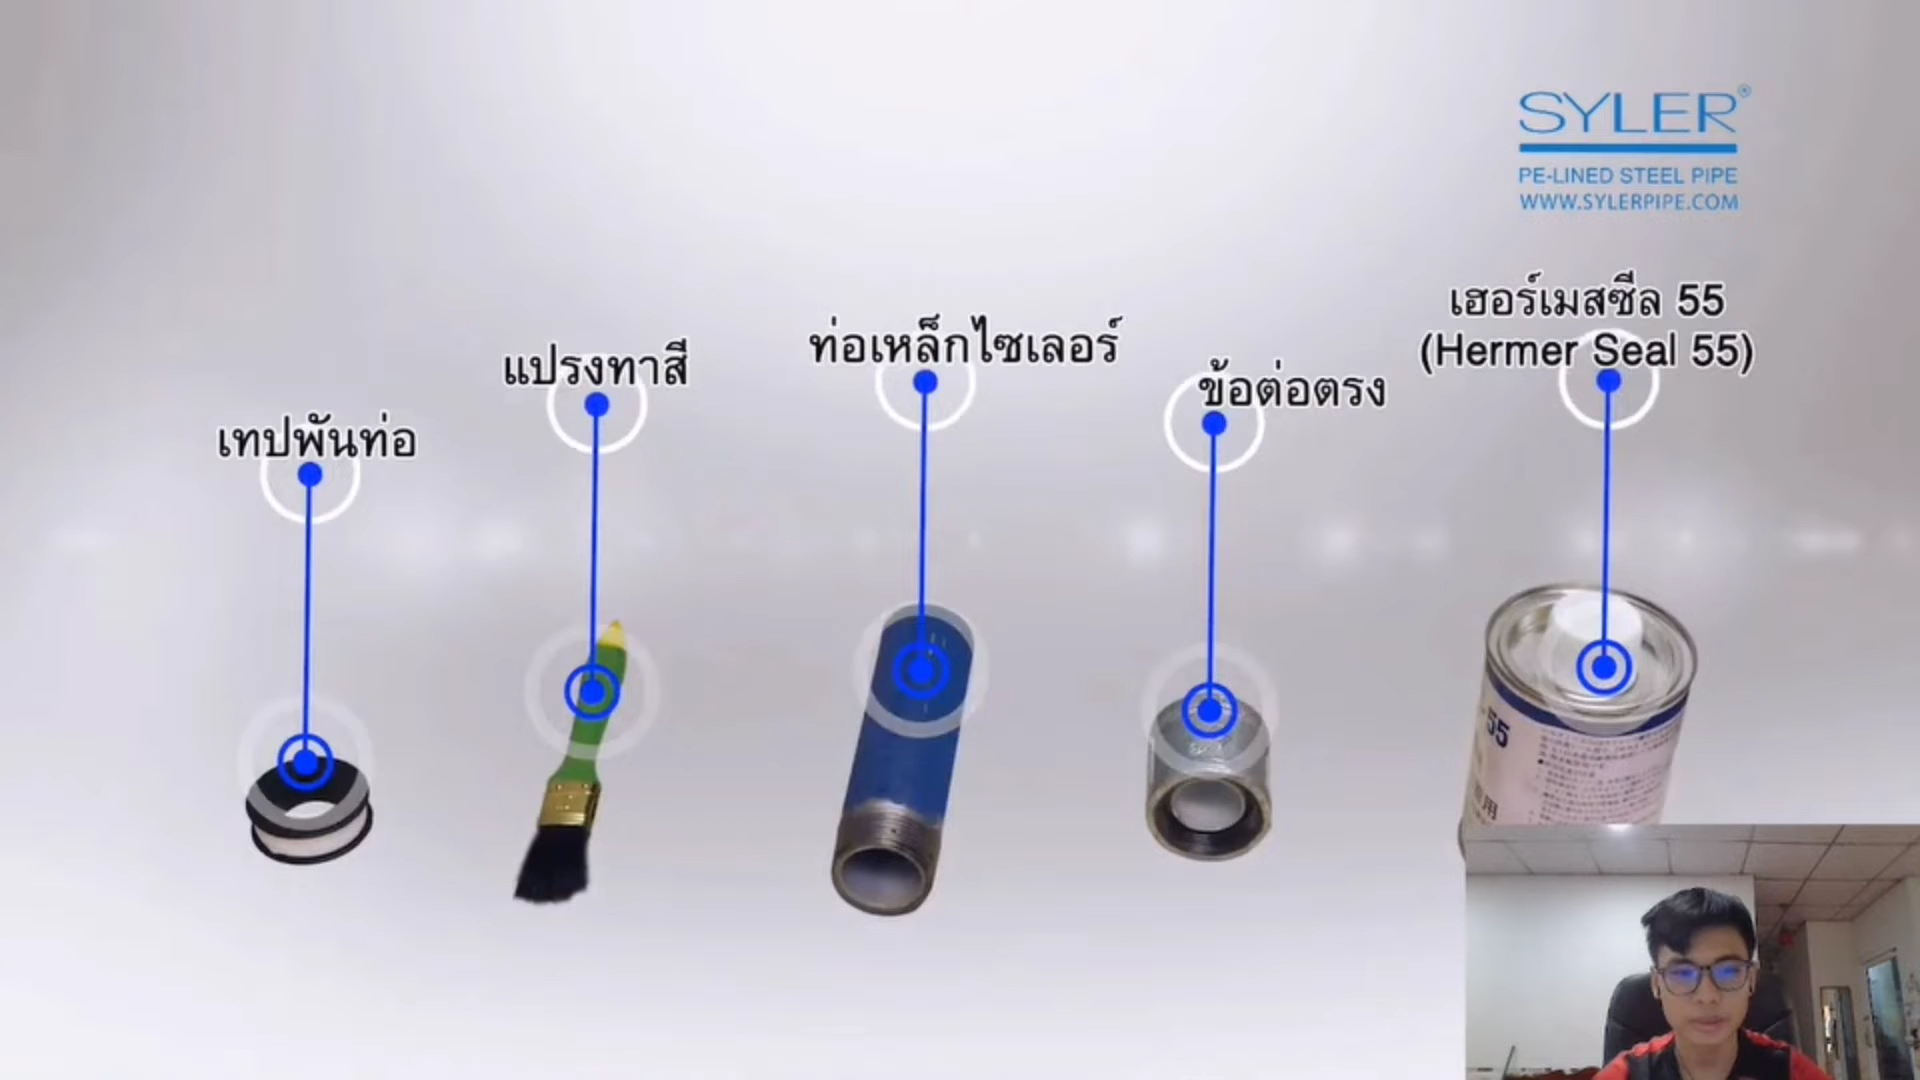 SYLER®
PE-LINED STEEL PIPE
WWW.SYLERPIPE.COM
เทปพันท่อ
แปรงทาสี
ท่อเหล็กไซเลอร์
ข้อต่อตรง
เฮอร์เมสซีล 55
(Hermer Seal 55)
55
用